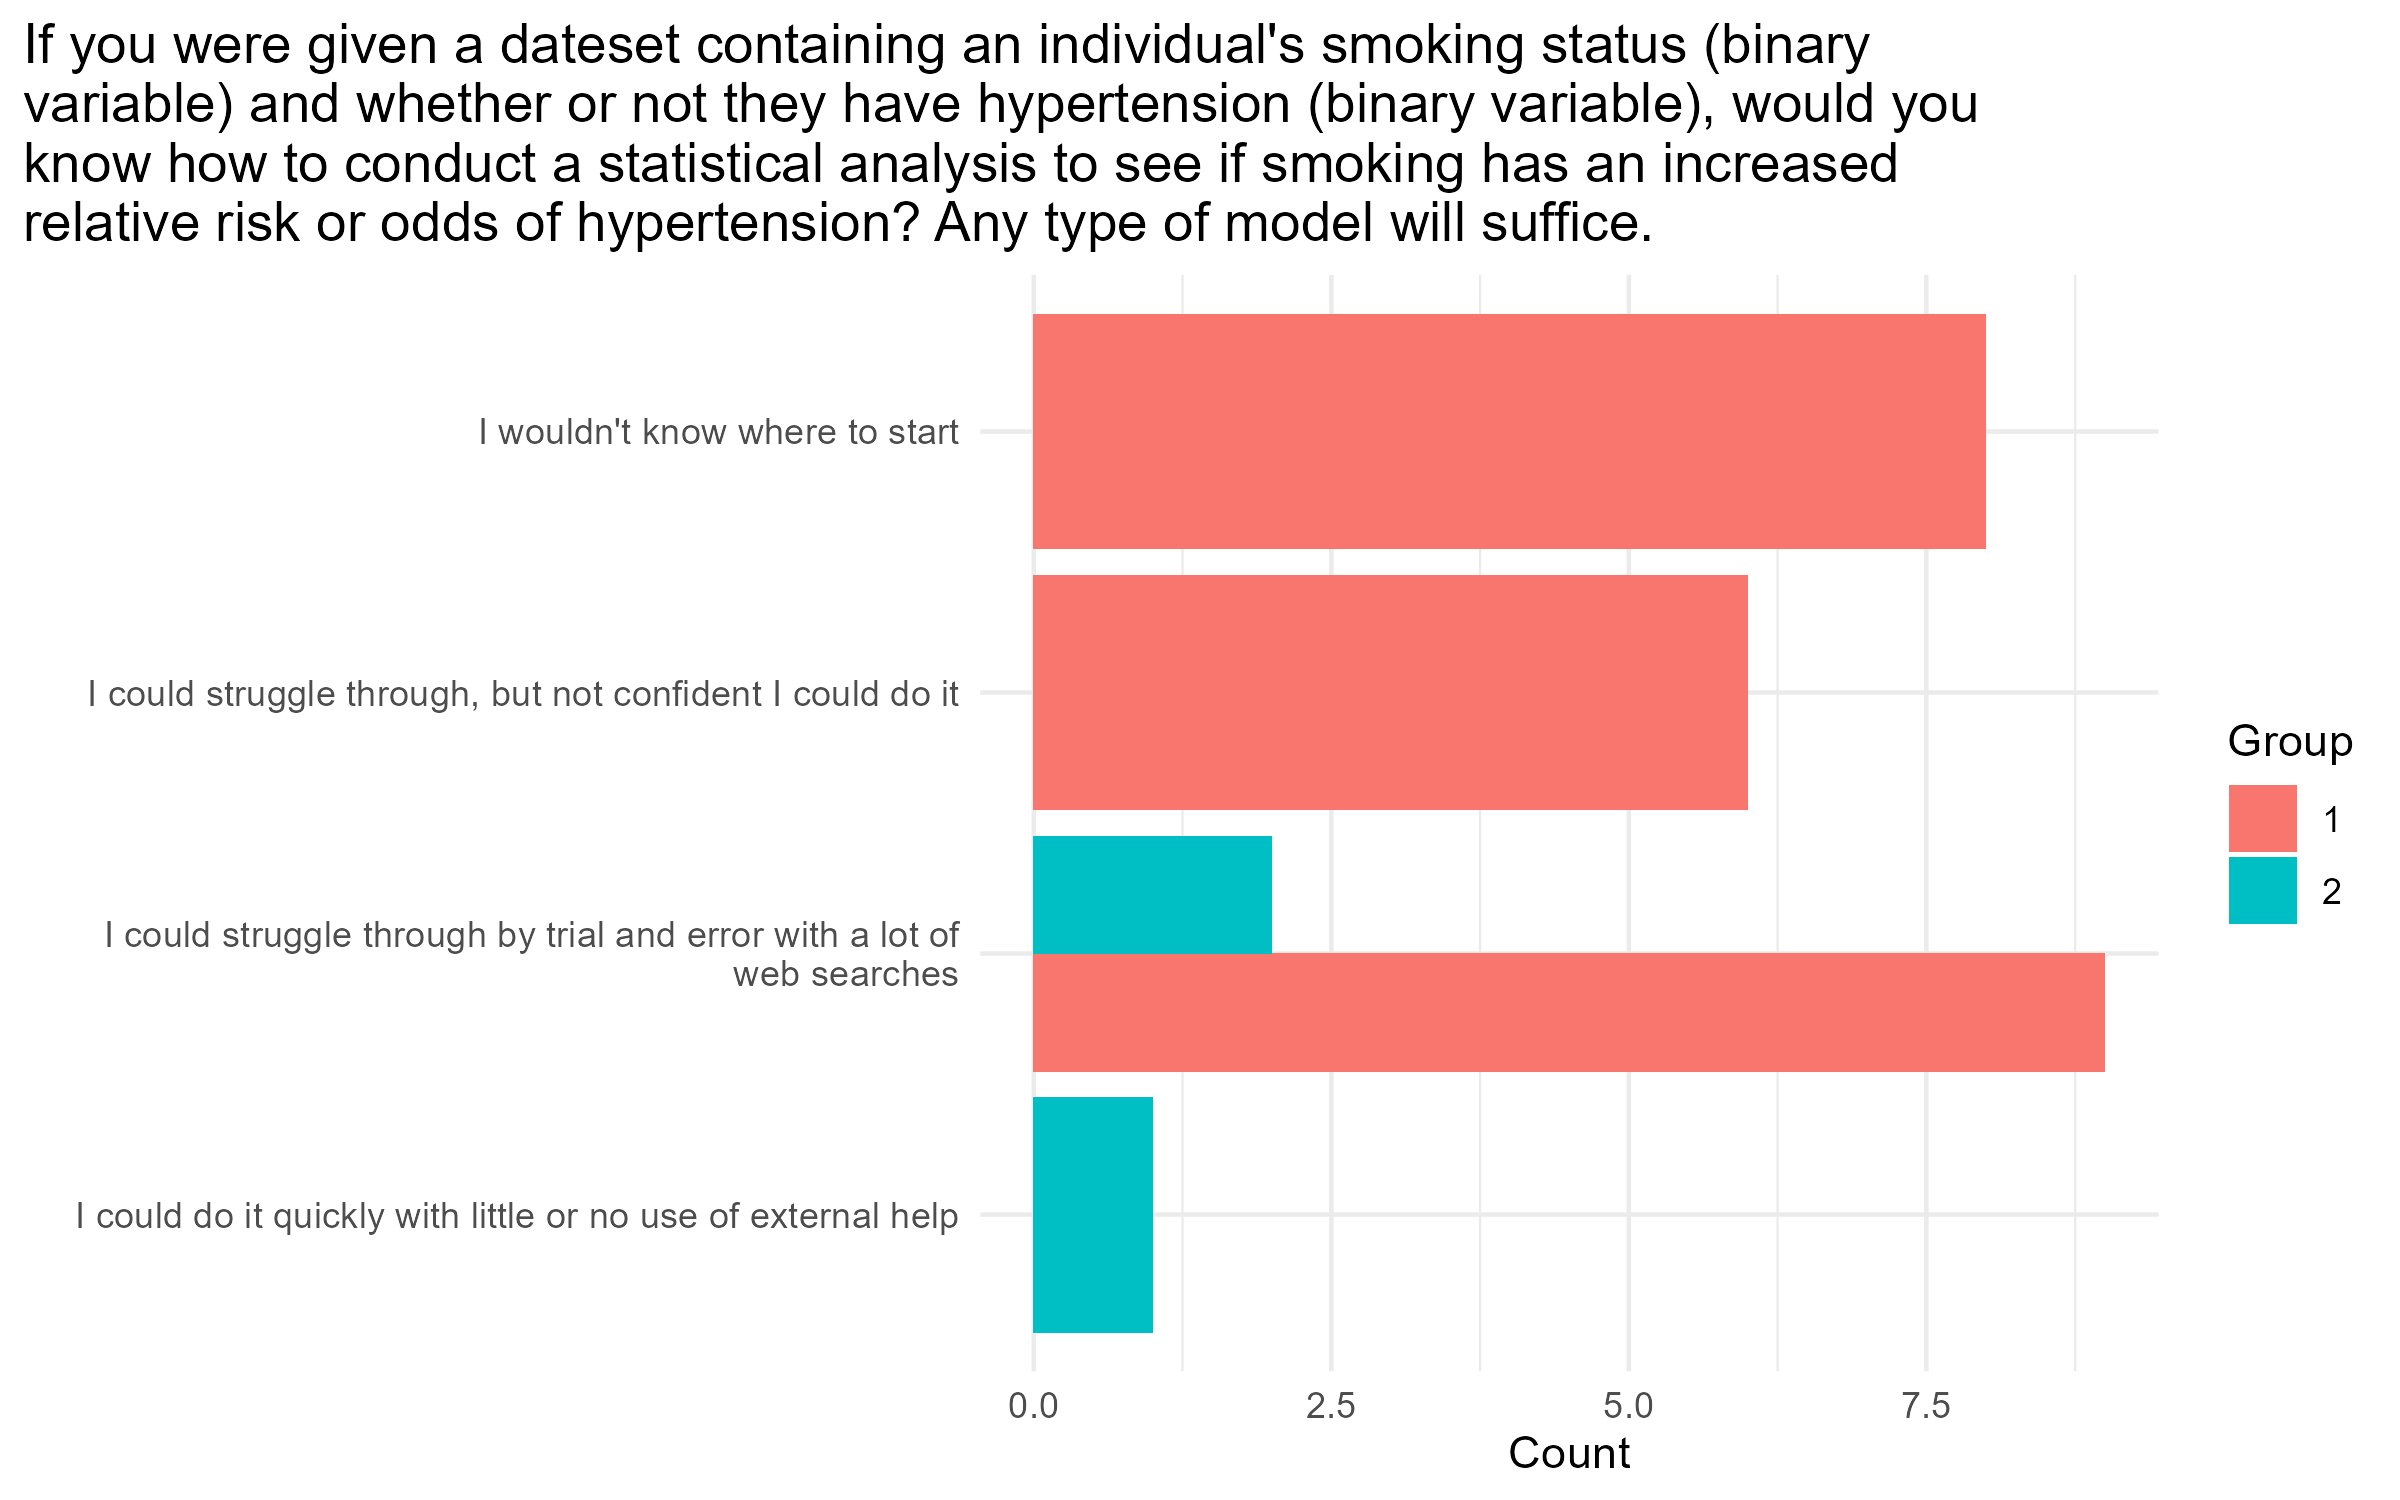 If you were given a dateset containing an individual's smoking status (binary
variable) and whether or not they have hypertension (binary variable), would you
know how to conduct a statistical analysis to see if smoking has an increased
relative risk or odds of hypertension? Any type of model will suffice.
I wouldn't know where to start
I could struggle through, but not confident I could do it
I could struggle through by trial and error with a lot of
web searches
I could do it quickly with little or no use of external help
0.0 2.5 5.0 7.5
Count
Group
1
2